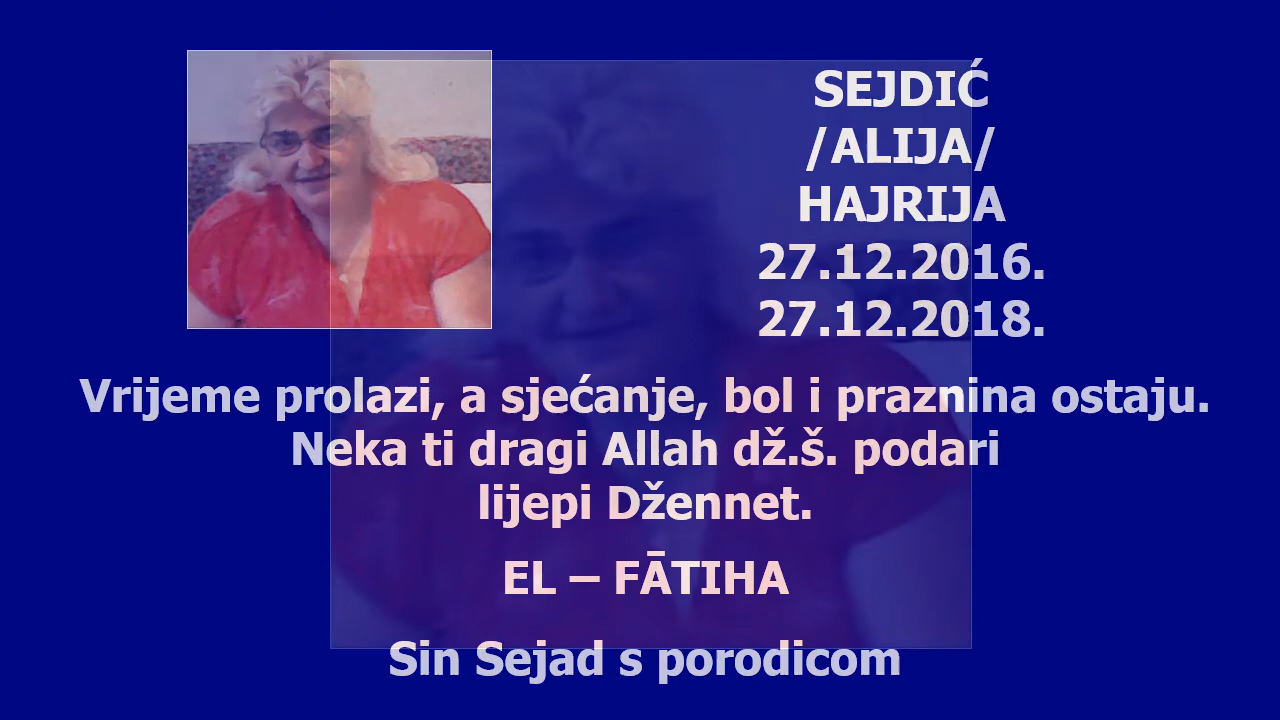 SEJDIĆ
/ALIJA/
HAJRIJA
27.12.2016.
27.12.2018.
Vrijeme prolazi, a sjećanje, bol i praznina ostaju.
Neka ti dragi Allah dž.š. podari
lijepi Džennet.
EL – FĀTIHA
Sin Sejad s porodicom